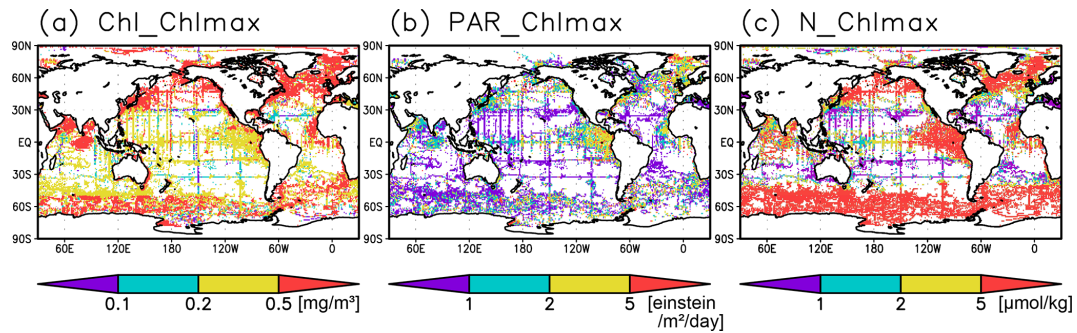 (a) Chl_Chlmax
(b) PAR_Chlmax
(c) N_Chlmax
90N
60N
30N
EQ
30S
60S
90S
60E 120E 180 120W 60W 0
90N
60N
30N
EQ
30S
60S
90S
60E 120E 180 120W 60W 0
90N
60N
30N
EQ
30S
60S
90S
60E 120E 180 120W 60W 0
0.1 0.2 0.5 [mg/m³]
1 2 5 [einstein
/m²/day]
1 2 5 [μmol/kg]